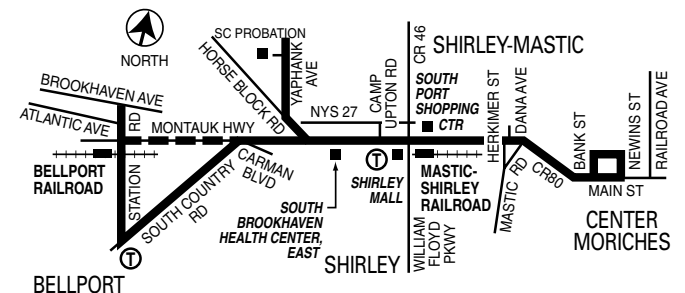 NORTH
SC PROBATION
HORSE BLOCK RD
YAPHANK
AVE
CR 46
SHIRLEY-MASTIC
BROOKHAVEN AVE
ATLANTIC AVE
RD
STATION
MONTAUK HWY
NYS 27
CAMP
UPTON RD
SOUTH
PORT
SHOPPING
CTR
HERKIMER ST
DANA AVE
BANK ST
NEWINS ST
RAILROAD AVE
BELLPORT
RAILROAD
SOUTH COUNTRY
RD
CARMAN
BLVD
SOUTH
BROOKHAVEN
HEALTH CENTER,
EAST
T
SHIRLEY
MALL
MASTIC-
SHIRLEY
RAILROAD
MASTIC
RD
CR80
MAIN ST
CENTER
MORICHES
WILLIAM
FLOYD
PKWY
SHIRLEY
T
BELLPORT